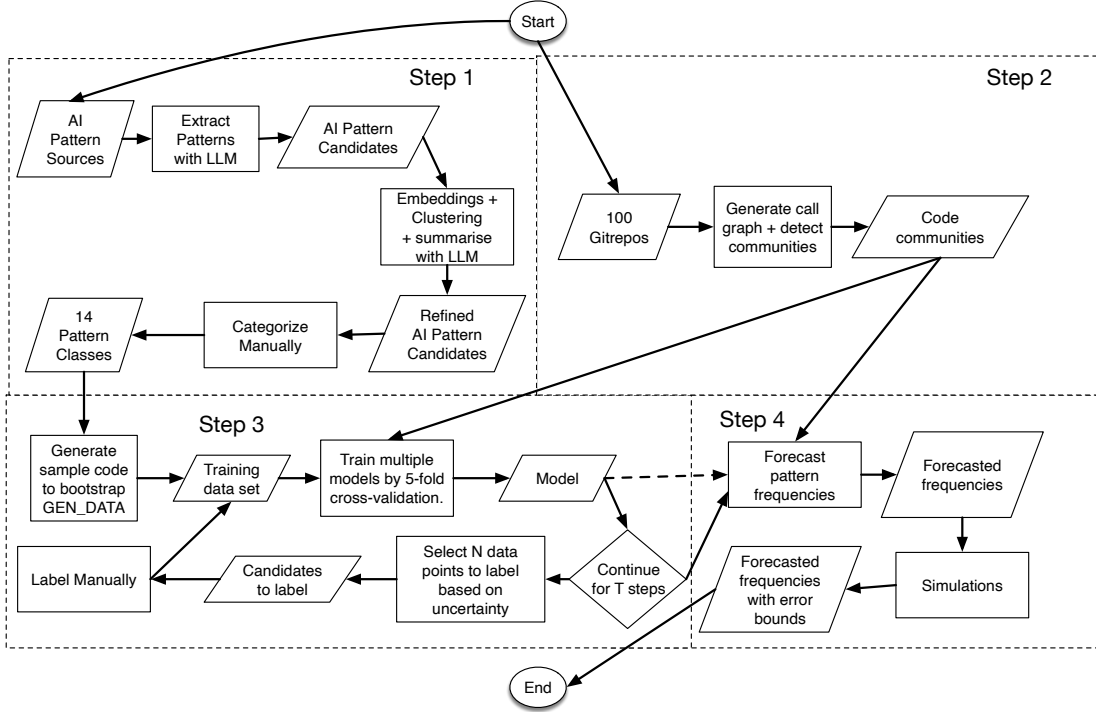 Start
Step 1
Step 2
AI
Pattern
Sources
Extract
Patterns
with LLM
AI Pattern
Candidates
Embeddings +
Clustering
+ summarise
with LLM
100
Gitrepos
Generate call
graph + detect
communities
Code
communities
14
Pattern
Classes
Categorize
Manually
Refined
AI Pattern
Candidates
Step 3
Step 4
Generate
sample code
to bootstrap
GEN_DATA
Training
data set
Train multiple
models by 5-fold
cross-validation.
Model
Forecast
pattern
frequencies
Forecasted
frequencies
Label Manually
Candidates
to label
Select N data
points to label
based on
uncertainty
Continue
for T steps
Forecasted
frequencies
with error
bounds
Simulations
End